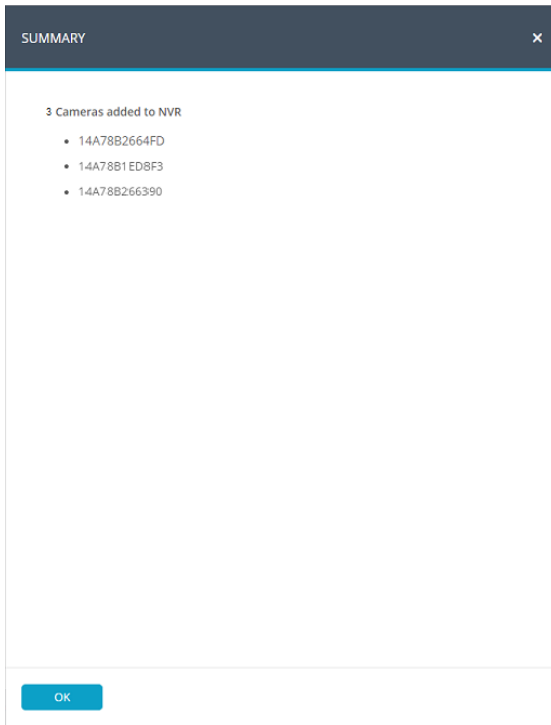 SUMMARY ×
3 Cameras added to NVR
• 14A78B2664FD
• 14A78B1ED8F3
• 14A78B266390
OK